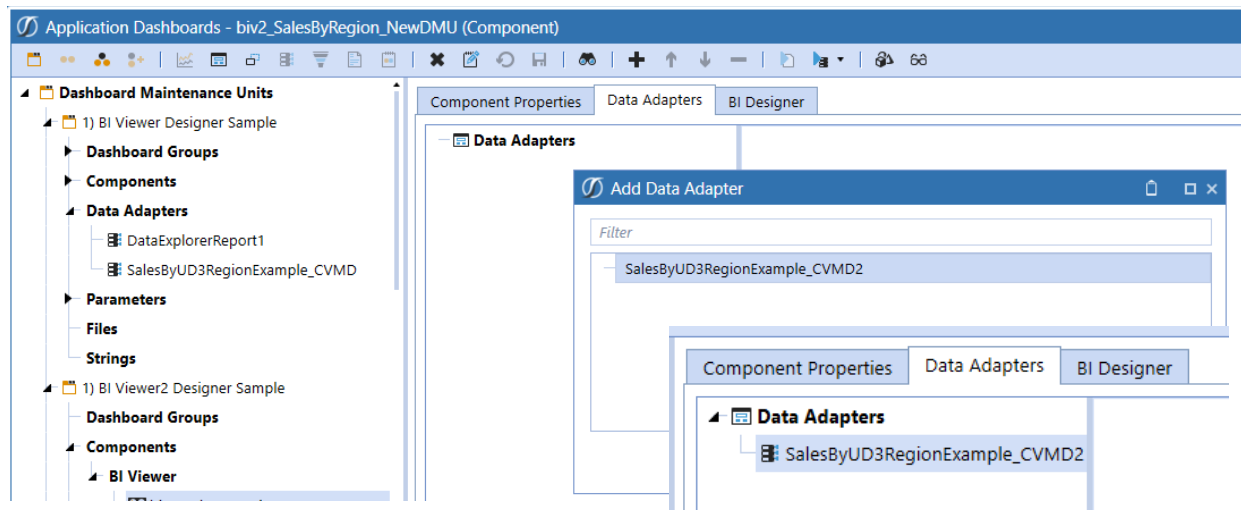 Application Dashboards - biv2_SalesByRegion_NewDMU (Component)
Dashboard Maintenance Units
1) BI Viewer Designer Sample
Dashboard Groups
Components
Data Adapters
DataExplorerReport1
SalesByUD3RegionExample_CVMD
Parameters
Files
Strings
1) BI Viewer2 Designer Sample
Dashboard Groups
Components
BI Viewer
Component Properties
Data Adapters
BI Designer
Data Adapters
Add Data Adapter
Filter
SalesByUD3RegionExample_CVMD2
Component Properties
Data Adapters
BI Designer
Data Adapters
SalesByUD3RegionExample_CVMD2